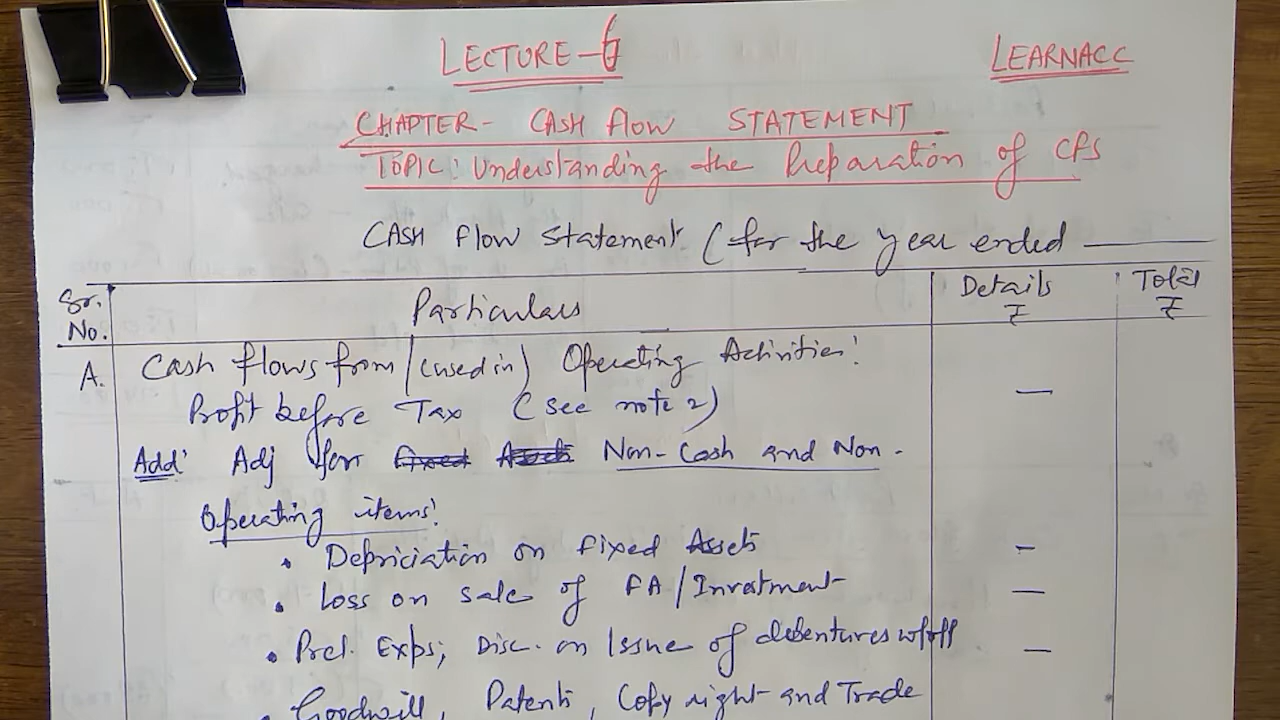 LECTURE-6
LEARNACC
CHAPTER- CASH flow STATEMENT
TOPIC: Understanding the Preparation of CFS
CASH flow Statement (for the year ended
Sr. No.
Particulars
Details ₹
Total ₹
A. Cash flows from/(used in) Operating Activities:
Profit before Tax (see note 2)
Add: Adj for Fixed Assets Non-Cash and Non-
Operating items:
• Depriciation on fixed Assets —
• Loss on sale of FA/Investment —
• Prel. Exps; Disc. on Issue of debentures w/off —
• Goodwill, Patents, Copy right and Trade